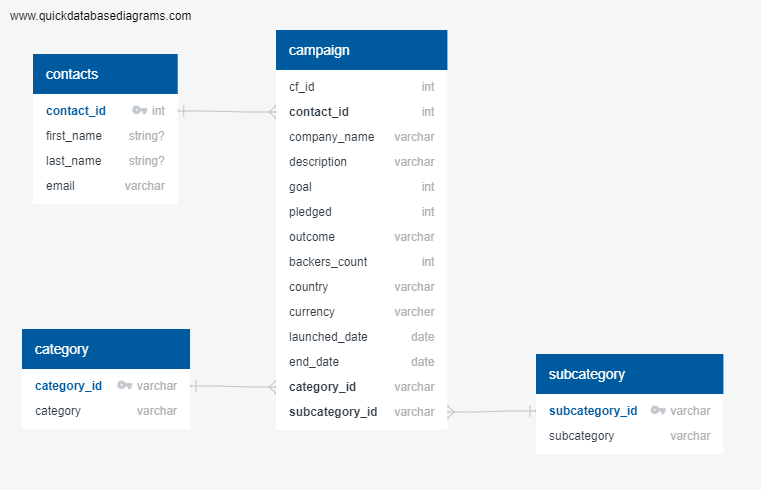 www.quickdatabasediagrams.com
contacts
contact_id int
first_name string?
last_name string?
email varchar
campaign
cf_id int
contact_id int
company_name varchar
description varchar
goal int
pledged int
outcome varchar
backers_count int
country varchar
currency varcher
launched_date date
end_date date
category_id varchar
subcategory_id varchar
category
category_id varchar
category varchar
subcategory
subcategory_id varchar
subcategory varchar